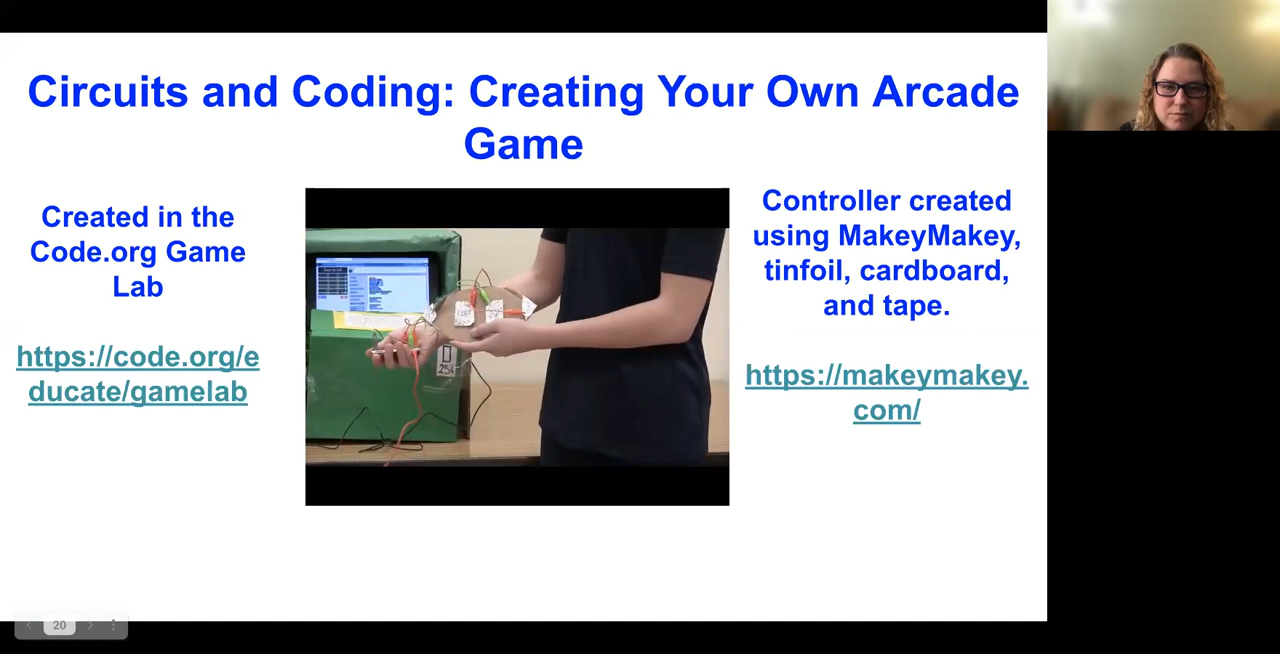 Circuits and Coding: Creating Your Own Arcade
Game
Created in the
Code.org Game
Lab
https://code.org/e
ducate/gamelab
Controller created
using MakeyMakey,
tinfoil, cardboard,
and tape.
https://makeymakey.
com/
20